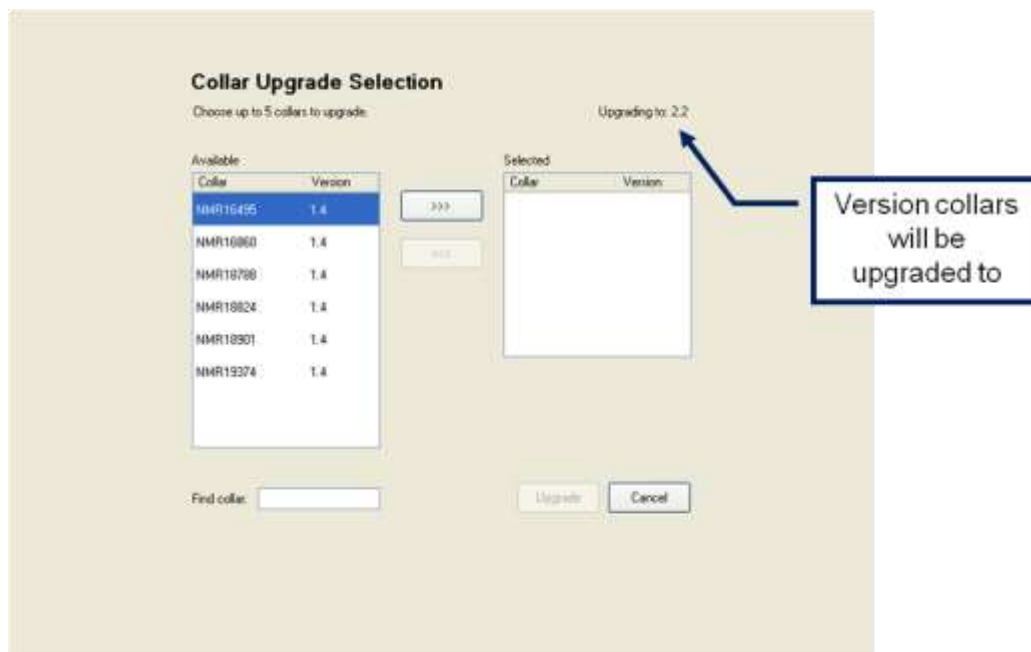 Collar Upgrade Selection
Choose up to 5 collars to upgrade.
Upgrading to: 2.2
Available
Selected
Collar Version
Collar Version
NMR16495 1.4
>>>
Version collars
will be
upgraded to
NMR16860 1.4
<<<
NMR18788 1.4
NMR18824 1.4
NMR18901 1.4
NMR19374 1.4
Find collar:
Upgrade
Cancel